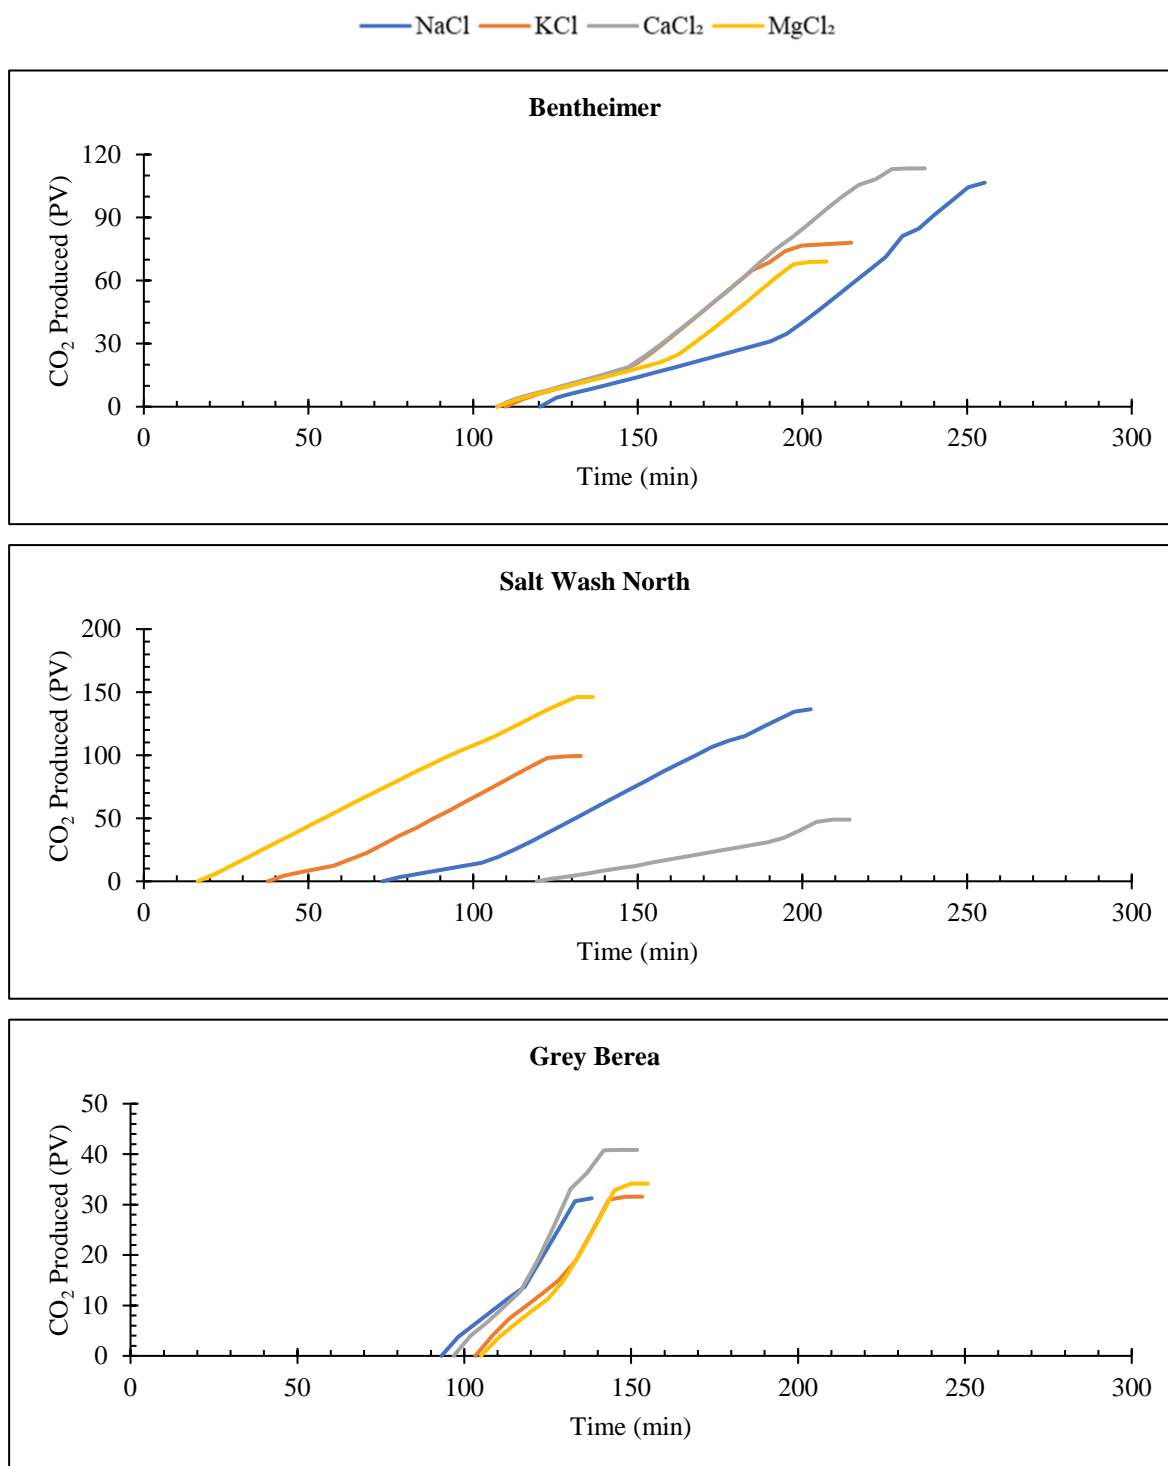 NaCl KCl CaCl₂ MgCl₂
Bentheimer
120
90
60
30
0
CO₂ Produced (PV)
0 50 100 150 200 250 300
Time (min)
Salt Wash North
200
150
100
50
0
CO₂ Produced (PV)
0 50 100 150 200 250 300
Time (min)
Grey Berea
50
40
30
20
10
0
CO₂ Produced (PV)
0 50 100 150 200 250 300
Time (min)